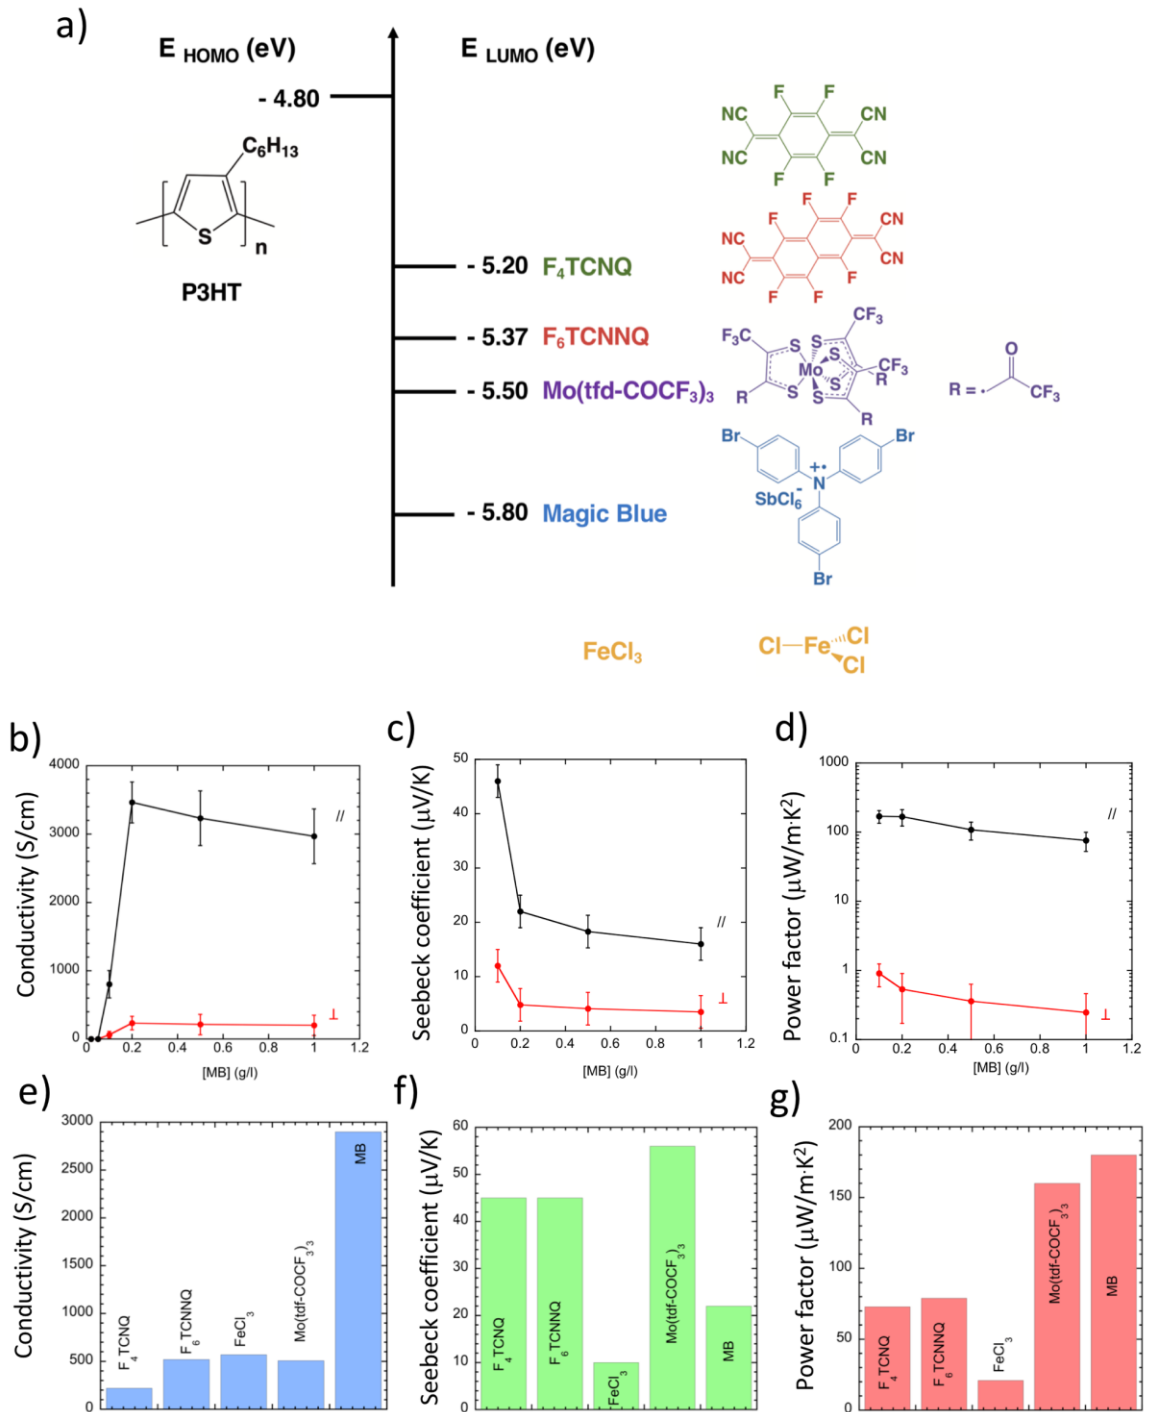 a)
E HOMO (eV)
E LUMO (eV)
- 4.80
C₆H₁₃
S
n
P3HT
- 5.20 F₄TCNQ
- 5.37 F₆TCNNQ
- 5.50 Mo(tfd-COCF₃)₃
- 5.80 Magic Blue
FeCl₃
F F
NC CN
NC CN
F F
F F
F CN
NC
CN
NC F
F F
CF₃
F₃C S S
S CF₃
Mo
S R
R S S
R
O
R = •
CF₃
Br Br
+•
N
SbCl₆⁻
Br
Cl Fe Cl
Cl
b)
Conductivity (S/cm)
4000
3000
2000
1000
0
//
⊥
0 0.2 0.4 0.6 0.8 1 1.2
[MB] (g/l)
c)
Seebeck coefficient (μV/K)
50
40
30
20
10
0
//
⊥
0 0.2 0.4 0.6 0.8 1 1.2
[MB] (g/l)
d)
Power factor (μW/m·K²)
1000
100
10
1
0.1
//
⊥
0 0.2 0.4 0.6 0.8 1 1.2
[MB] (g/l)
e)
Conductivity (S/cm)
3000
2500
2000
1500
1000
500
0
F₄TCNQ
F₆TCNNQ
FeCl₃
Mo(tdf-COCF₃)₃
MB
f)
Seebeck coefficient (μV/K)
60
50
40
30
20
10
0
F₄TCNQ
F₆TCNNQ
FeCl₃
Mo(tdf-COCF₃)₃
MB
g)
Power factor (μW/m·K²)
200
150
100
50
0
F₄TCNQ
F₆TCNNQ
FeCl₃
Mo(tdf-COCF₃)₃
MB